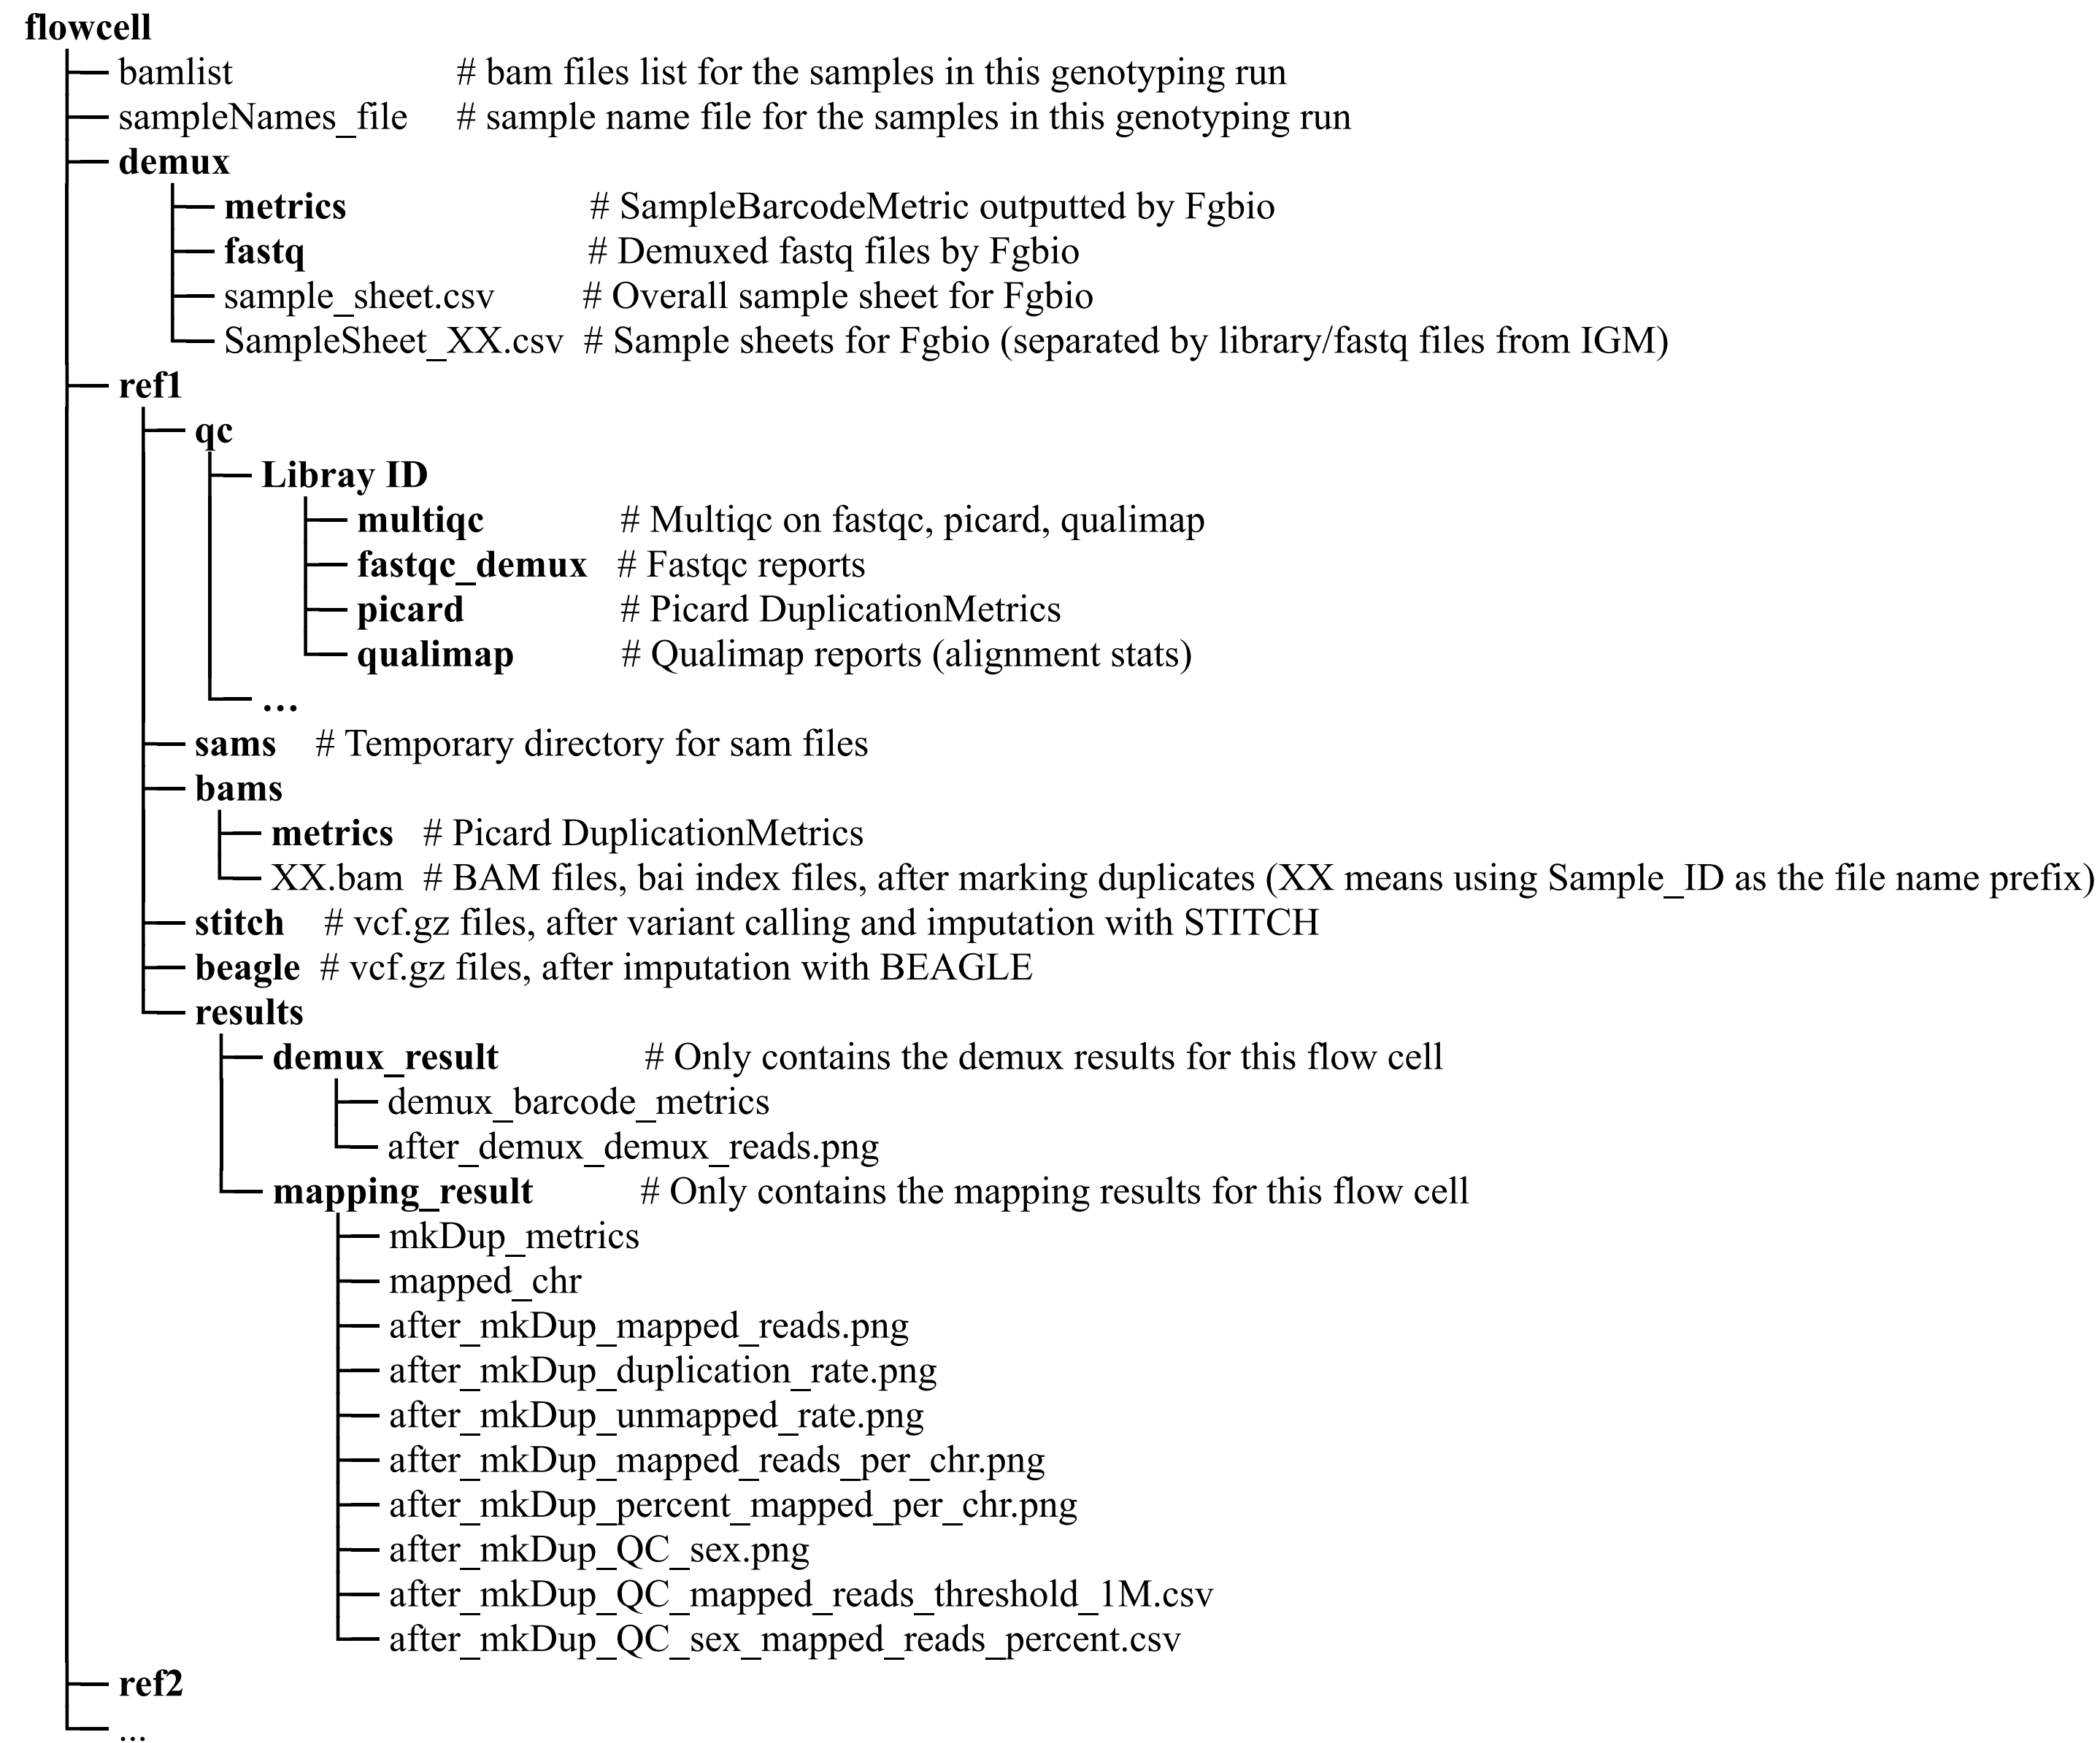 flowcell
bamlist # bam files list for the samples in this genotyping run
sampleNames_file # sample name file for the samples in this genotyping run
demux
metrics # SampleBarcodeMetric outputted by Fgbio
fastq # Demuxed fastq files by Fgbio
sample_sheet.csv # Overall sample sheet for Fgbio
SampleSheet_XX.csv # Sample sheets for Fgbio (separated by library/fastq files from IGM)
ref1
qc
Libray ID
multiqc # Multiqc on fastqc, picard, qualimap
fastqc_demux # Fastqc reports
picard # Picard DuplicationMetrics
qualimap # Qualimap reports (alignment stats)
...
sams # Temporary directory for sam files
bams
metrics # Picard DuplicationMetrics
XX.bam # BAM files, bai index files, after marking duplicates (XX means using Sample_ID as the file name prefix)
stitch # vcf.gz files, after variant calling and imputation with STITCH
beagle # vcf.gz files, after imputation with BEAGLE
results
demux_result # Only contains the demux results for this flow cell
demux_barcode_metrics
after_demux_demux_reads.png
mapping_result # Only contains the mapping results for this flow cell
mkDup_metrics
mapped_chr
after_mkDup_mapped_reads.png
after_mkDup_duplication_rate.png
after_mkDup_unmapped_rate.png
after_mkDup_mapped_reads_per_chr.png
after_mkDup_percent_mapped_per_chr.png
after_mkDup_QC_sex.png
after_mkDup_QC_mapped_reads_threshold_1M.csv
after_mkDup_QC_sex_mapped_reads_percent.csv
ref2
...